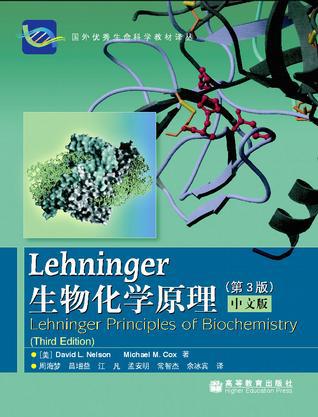 国外优秀生命科学教材译丛
Lehninger
生物化学原理
(第3版)
中文版
Lehninger Principles of Biochemistry
(Third Edition)
[美] David L. Nelson Michael M. Cox 著
周海梦 昌增益 江凡 孟安明 常智杰 余冰宾 译
高等教育出版社
Higher Education Press